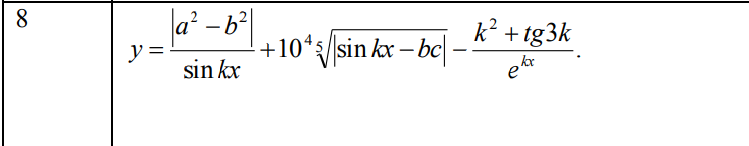 8
y = |a² − b²| / sin kx + 10⁴ ⁵√|sin kx − bc| − (k² + tg3k) / e^{kx}.